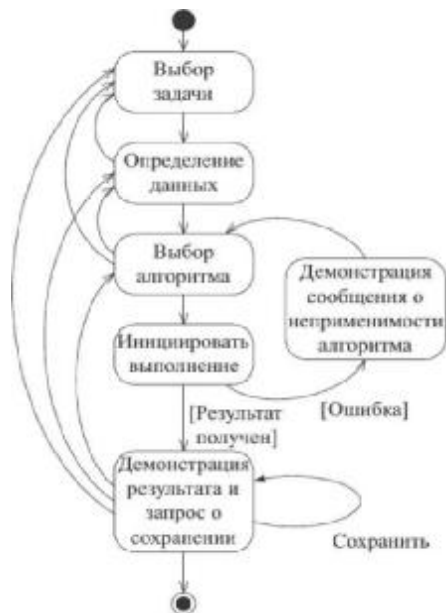 Выбор
задачи
Определение
данных
Выбор
алгоритма
Демонстрация
сообщения о
неприменимости
алгоритма
Инициировать
выполнение
[Результат
получен]
[Ошибка]
Демонстрация
результата и
запрос о
сохранении
Сохранить